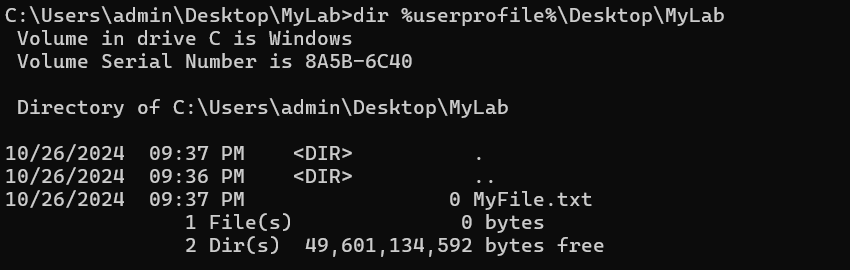 C:\Users\admin\Desktop\MyLab>dir %userprofile%\Desktop\MyLab
 Volume in drive C is Windows
 Volume Serial Number is 8A5B-6C40

 Directory of C:\Users\admin\Desktop\MyLab

10/26/2024  09:37 PM    <DIR>          .
10/26/2024  09:36 PM    <DIR>          ..
10/26/2024  09:37 PM                 0 MyFile.txt
               1 File(s)              0 bytes
               2 Dir(s)  49,601,134,592 bytes free